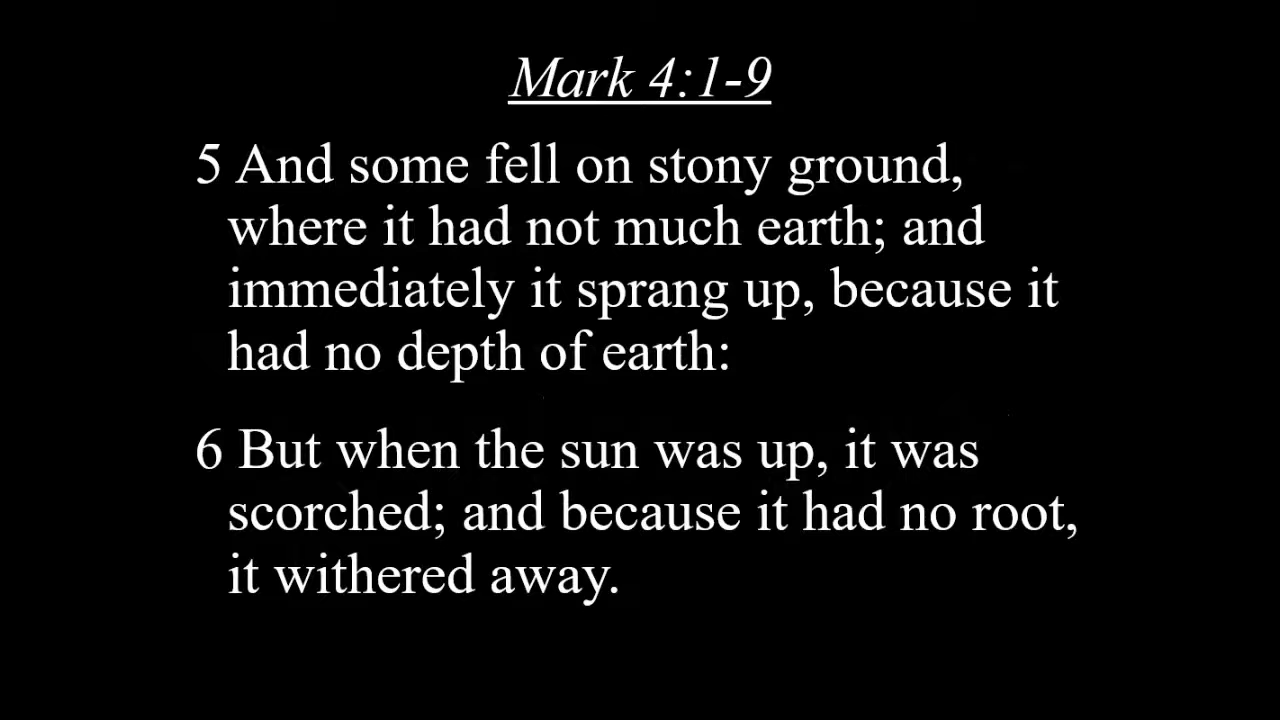 Mark 4:1-9
5 And some fell on stony ground,
where it had not much earth; and
immediately it sprang up, because it
had no depth of earth:
6 But when the sun was up, it was
scorched; and because it had no root,
it withered away.